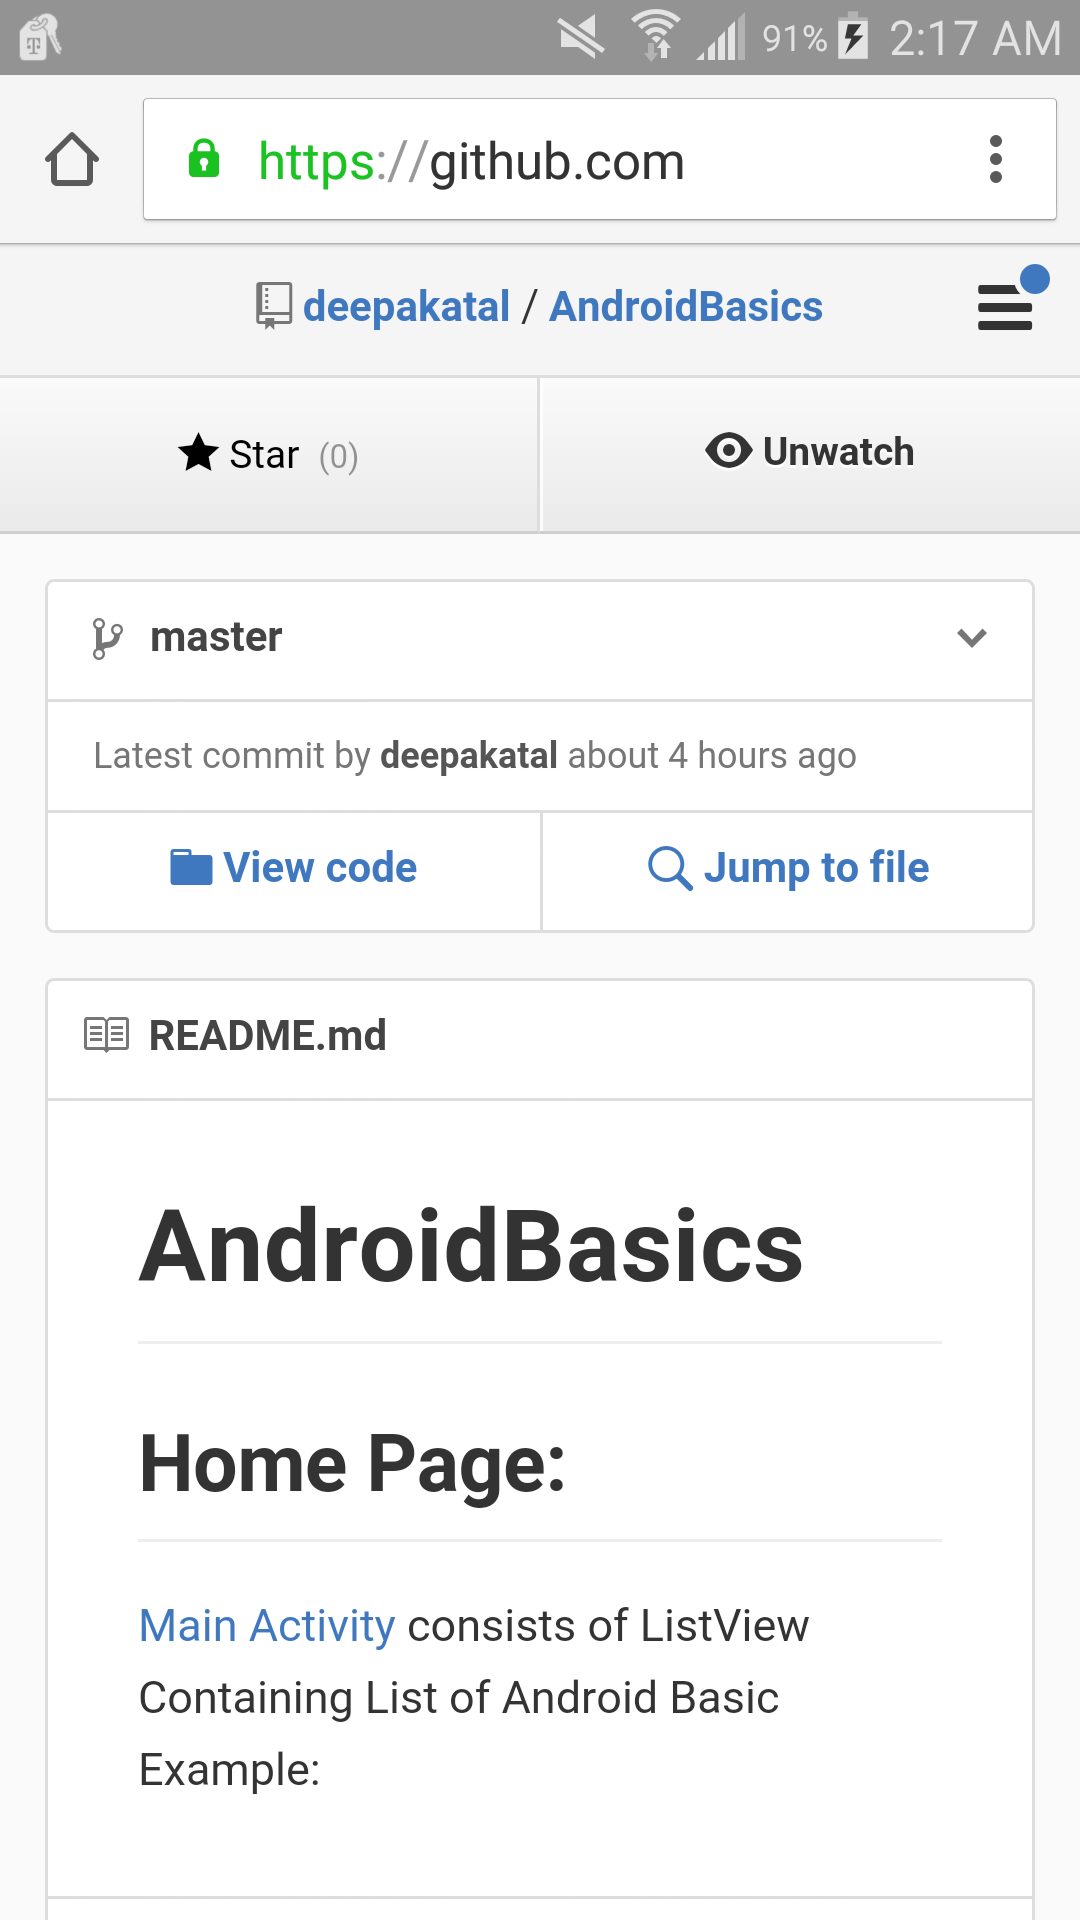 91% 2:17 AM
https://github.com
deepakatal / AndroidBasics
Star (0)
Unwatch
master
Latest commit by deepakatal about 4 hours ago
View code
Jump to file
README.md
AndroidBasics
Home Page:
Main Activity consists of ListView
Containing List of Android Basic
Example: